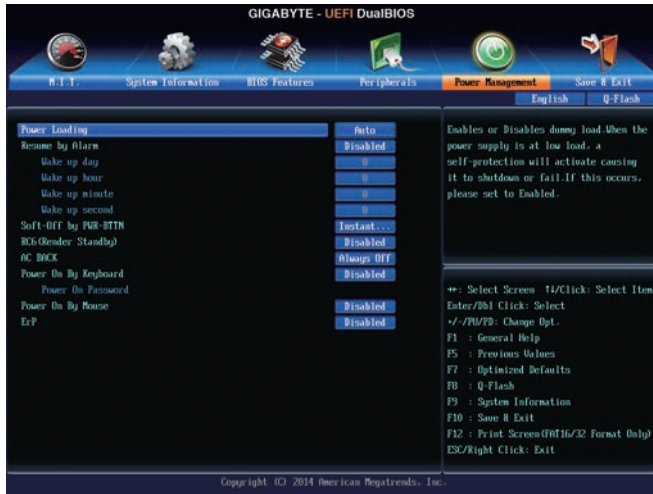 GIGABYTE - UEFI DualBIOS
M.I.T.
System Information
BIOS Features
Peripherals
Power Management
Save & Exit
English
Q-Flash
Power Loading Auto
Resume by Alarm Disabled
Wake up day 0
Wake up hour 0
Wake up minute 0
Wake up second 0
Soft-Off by PWR-BTTN Instant...
RC6(Render Standby) Disabled
AC BACK Always Off
Power On By Keyboard Disabled
Power On Password
Power On By Mouse Disabled
ErP Disabled
Enables or Disables dummy load.When the
power supply is at low load, a
self-protection will activate causing
it to shutdown or fail.If this occurs,
please set to Enabled.
↔: Select Screen ↑↓/Click: Select Item
Enter/Dbl Click: Select
+/-/PU/PD: Change Opt.
F1 : General Help
F5 : Previous Values
F7 : Optimized Defaults
F8 : Q-Flash
F9 : System Information
F10 : Save & Exit
F12 : Print Screen(FAT16/32 Format Only)
ESC/Right Click: Exit
Copyright (C) 2014 American Megatrends, Inc.